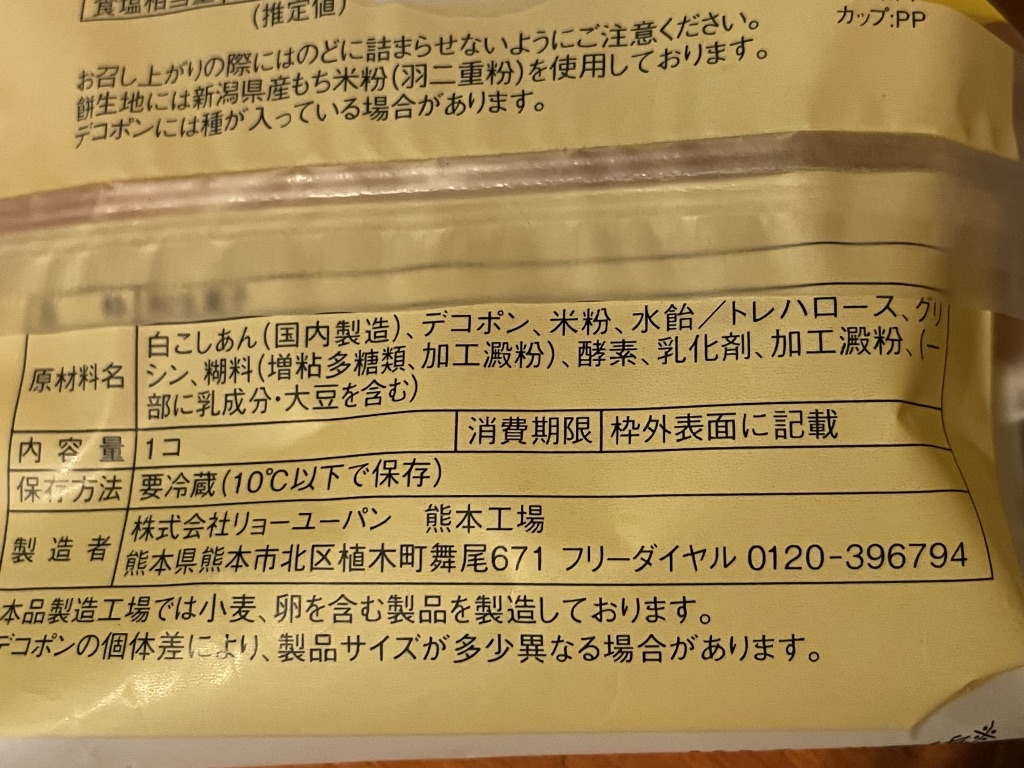 (推定値)
カップ:PP
お召し上がりの際にはのどに詰まらせないようにご注意ください。
餅生地には新潟県産もち米粉(羽二重粉)を使用しております。
デコポンには種が入っている場合があります。
原材料名 白こしあん(国内製造)、デコポン、米粉、水飴／トレハロース、グリ
シン、糊料(増粘多糖類、加工澱粉)、酵素、乳化剤、加工澱粉、(一
部に乳成分・大豆を含む)
内容量 1コ 消費期限 枠外表面に記載
保存方法 要冷蔵(10℃以下で保存)
製造者 株式会社リョーユーパン 熊本工場
熊本県熊本市北区植木町舞尾671 フリーダイヤル 0120-396794
本品製造工場では小麦、卵を含む製品を製造しております。
デコポンの個体差により、製品サイズが多少異なる場合があります。